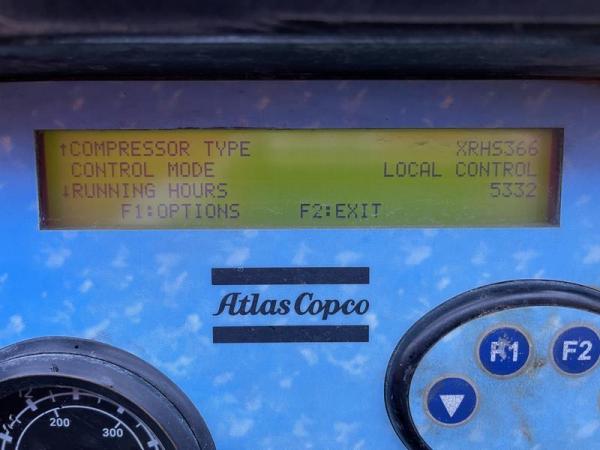 ↑COMPRESSOR TYPE XRHS366
CONTROL MODE LOCAL CONTROL
↓RUNNING HOURS 5332
F1:OPTIONS F2:EXIT
Atlas Copco
F1 F2
200 300